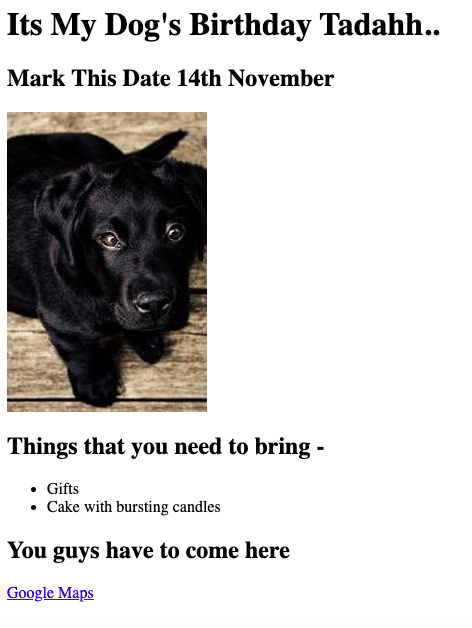 Its My Dog's Birthday Tadahh..
Mark This Date 14th November
Things that you need to bring -
Gifts
Cake with bursting candles
You guys have to come here
Google Maps